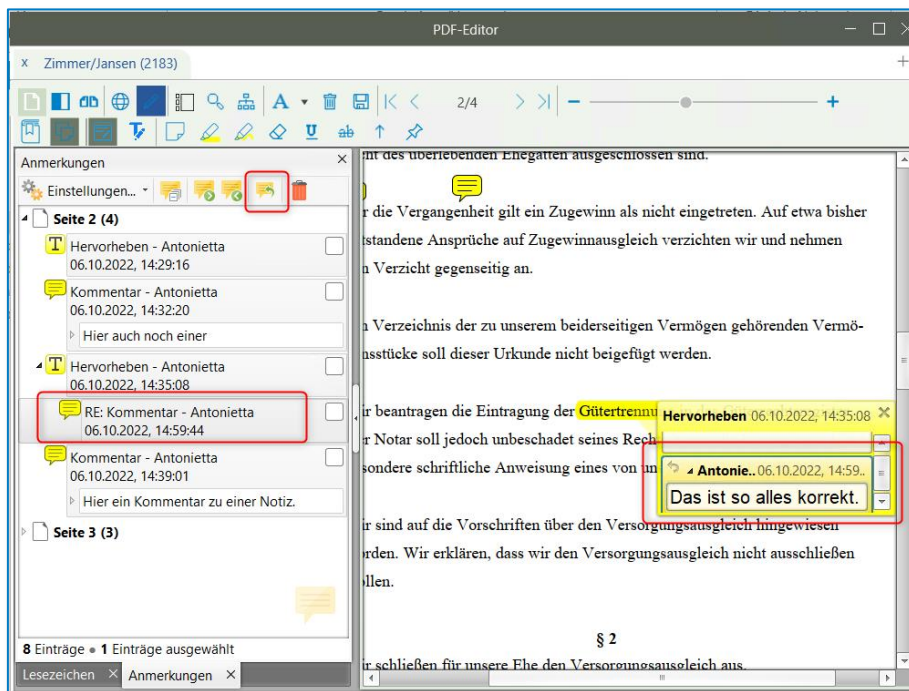 PDF-Editor
x Zimmer/Jansen (2183)
A
2/4
T U ab
Anmerkungen
Einstellungen...
Seite 2 (4)
T Hervorheben - Antonietta
06.10.2022, 14:29:16
Kommentar - Antonietta
06.10.2022, 14:32:20
Hier auch noch einer
T Hervorheben - Antonietta
06.10.2022, 14:35:08
RE: Kommentar - Antonietta
06.10.2022, 14:59:44
Kommentar - Antonietta
06.10.2022, 14:39:01
Hier ein Kommentar zu einer Notiz.
Seite 3 (3)
8 Einträge • 1 Einträge ausgewählt
Lesezeichen × Anmerkungen ×
des überlebenden Ehegatten ausgeschlossen sind.
r die Vergangenheit gilt ein Zugewinn als nicht eingetreten. Auf etwa bisher
tstandene Ansprüche auf Zugewinnausgleich verzichten wir und nehmen
n Verzicht gegenseitig an.
n Verzeichnis der zu unserem beiderseitigen Vermögen gehörenden Vermö-
nsstücke soll dieser Urkunde nicht beigefügt werden.
ir beantragen die Eintragung der Gütertrennu
r Notar soll jedoch unbeschadet seines Rech
sondere schriftliche Anweisung eines von un
Hervorheben 06.10.2022, 14:35:08
Antonie.. 06.10.2022, 14:59..
Das ist so alles korrekt.
ir sind auf die Vorschriften über den Versorgungsausgleich hingewiesen
rden. Wir erklären, dass wir den Versorgungsausgleich nicht ausschließen
llen.
§ 2
ir schließen für unsere Ehe den Versorgungsausgleich aus.